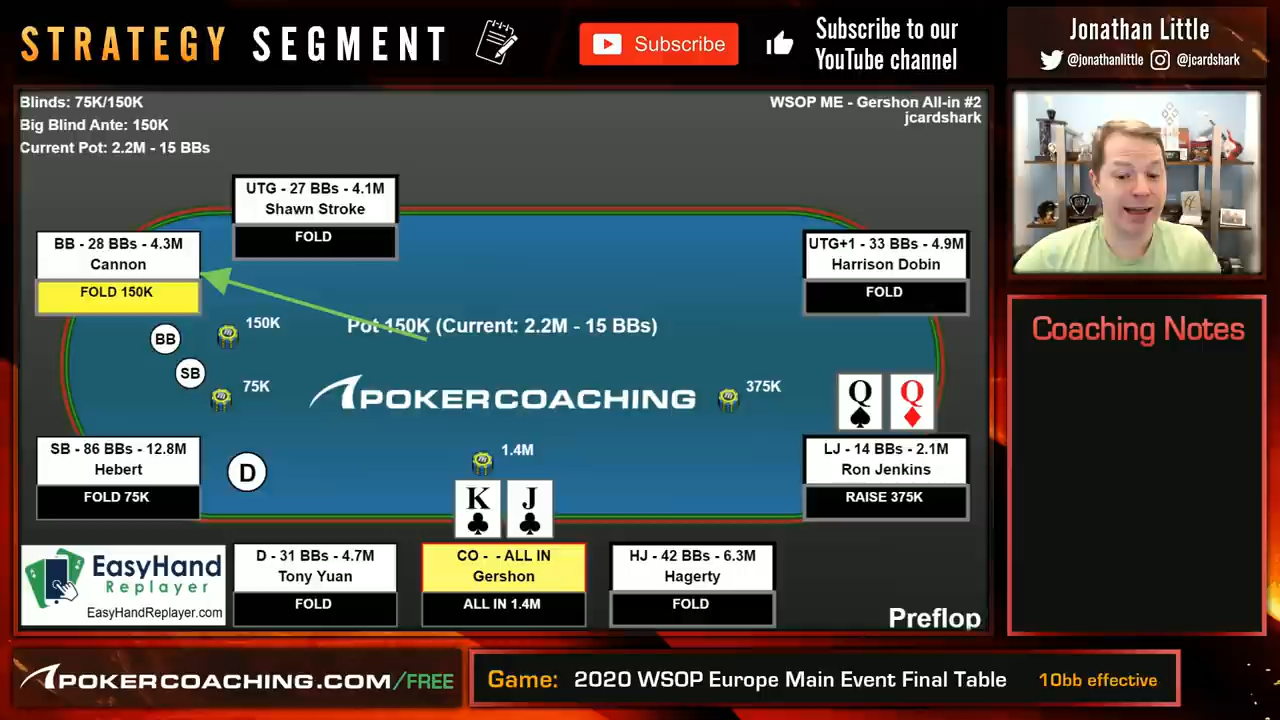 STRATEGY SEGMENT
Subscribe
Subscribe to our
YouTube channel
Jonathan Little
@jonathanlittle @jcardshark
Blinds: 75K/150K
Big Blind Ante: 150K
Current Pot: 2.2M - 15 BBs
WSOP ME - Gershon All-in #2
jcardshark
UTG - 27 BBs - 4.1M
Shawn Stroke
FOLD
BB - 28 BBs - 4.3M
Cannon
FOLD 150K
UTG+1 - 33 BBs - 4.9M
Harrison Dobin
FOLD
BB
150K
Pot 150K (Current: 2.2M - 15 BBs)
SB
75K
POKERCOACHING
375K
Q Q
SB - 86 BBs - 12.8M
Hebert
FOLD 75K
D
1.4M
K J
LJ - 14 BBs - 2.1M
Ron Jenkins
RAISE 375K
EasyHand
Replayer
EasyHandReplayer.com
D - 31 BBs - 4.7M
Tony Yuan
FOLD
CO - - ALL IN
Gershon
ALL IN 1.4M
HJ - 42 BBs - 6.3M
Hagerty
FOLD
Preflop
Coaching Notes
POKERCOACHING.COM/FREE
Game: 2020 WSOP Europe Main Event Final Table 10bb effective